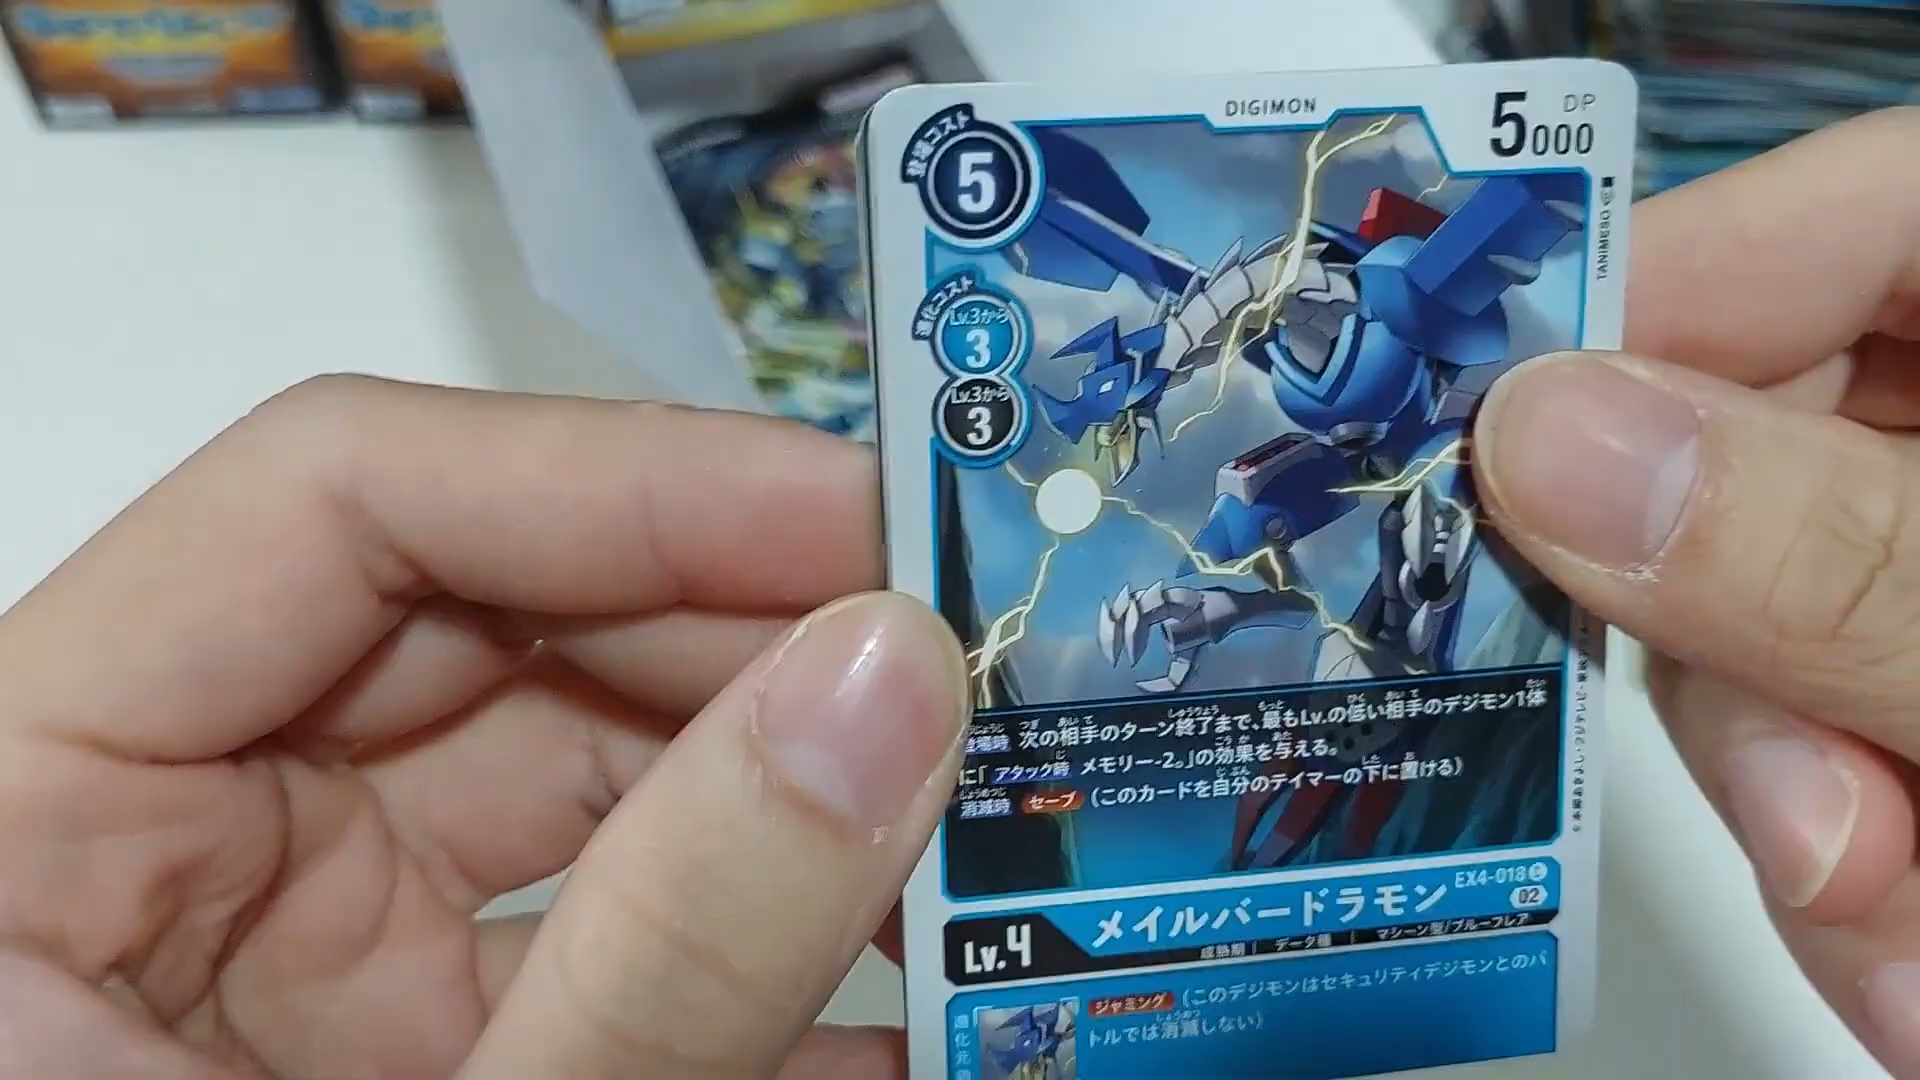 DIGIMON
登場コスト
5
5000
DP
進化コスト
Lv.3から
3
Lv.3から
3
TANIMESO
登場時 次の相手のターン終了まで、最もLv.の低い相手のデジモン1体
に「アタック時 メモリー-2。」の効果を与える。
消滅時 セーブ (このカードを自分のテイマーの下に置ける)
EX4-018 C
02
Lv.4
メイルバードラモン
成熟期 | データ種 | マシーン型/ブルーフレア
ジャミング (このデジモンはセキュリティデジモンとのバ
トルでは消滅しない)
進化元